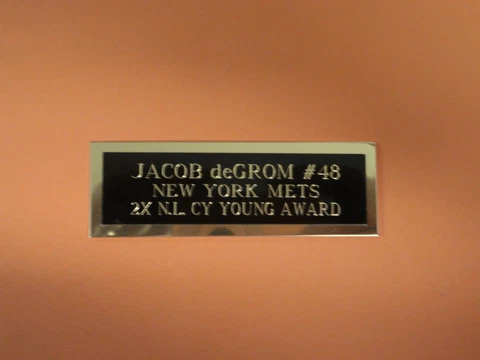 JACOB deGROM #48
NEW YORK METS
2X N.L. CY YOUNG AWARD